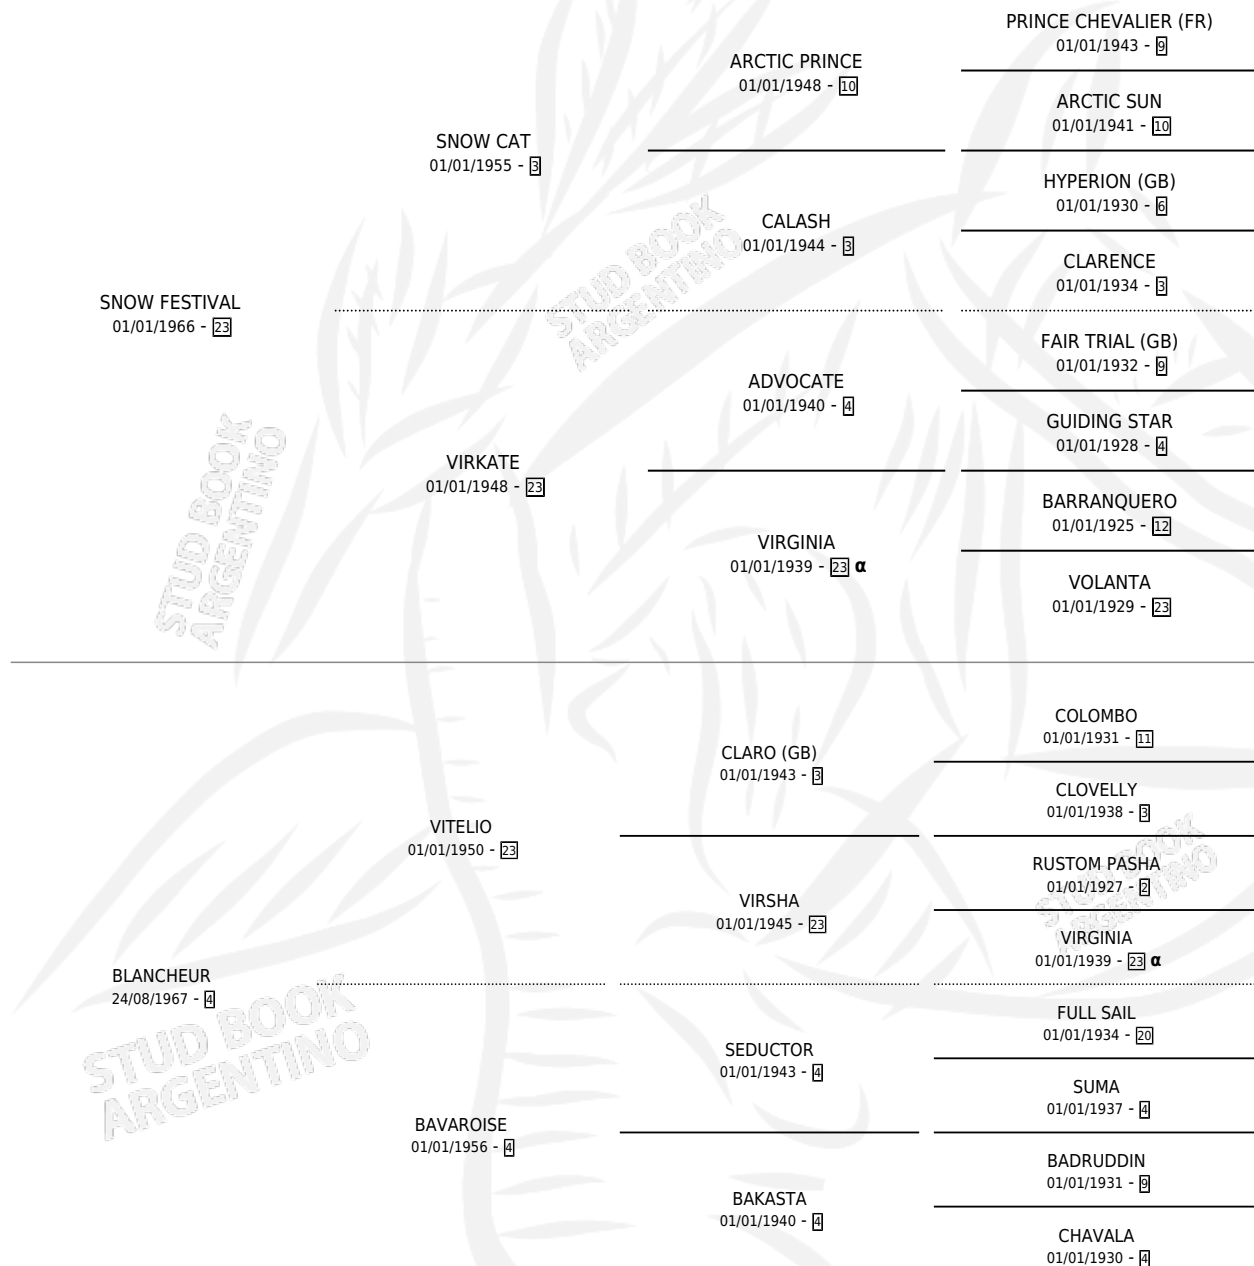 PRINCE CHEVALIER (FR)
01/01/1943 - 9
ARCTIC PRINCE
01/01/1948 - 10
ARCTIC SUN
01/01/1941 - 10
SNOW CAT
01/01/1955 - 3
HYPERION (GB)
01/01/1930 - 6
CALASH
01/01/1944 - 3
CLARENCE
01/01/1934 - 3
SNOW FESTIVAL
01/01/1966 - 23
FAIR TRIAL (GB)
01/01/1932 - 9
ADVOCATE
01/01/1940 - 4
GUIDING STAR
01/01/1928 - 4
VIRKATE
01/01/1948 - 23
BARRANQUERO
01/01/1925 - 12
VIRGINIA
01/01/1939 - 23 α
VOLANTA
01/01/1929 - 23
COLOMBO
01/01/1931 - 11
CLARO (GB)
01/01/1943 - 3
CLOVELLY
01/01/1938 - 3
VITELIO
01/01/1950 - 23
RUSTOM PASHA
01/01/1927 - 2
VIRSHA
01/01/1945 - 23
VIRGINIA
01/01/1939 - 23 α
BLANCHEUR
24/08/1967 - 4
FULL SAIL
01/01/1934 - 20
SEDUCTOR
01/01/1943 - 4
SUMA
01/01/1937 - 4
BAVAROISE
01/01/1956 - 4
BADRUDDIN
01/01/1931 - 9
BAKASTA
01/01/1940 - 4
CHAVALA
01/01/1930 - 4
STUD BOOK
ARGENTINO
STUD BOOK
ARGENTINO
STUD BOOK
ARGENTINO
STUD BOOK
ARGENTINO